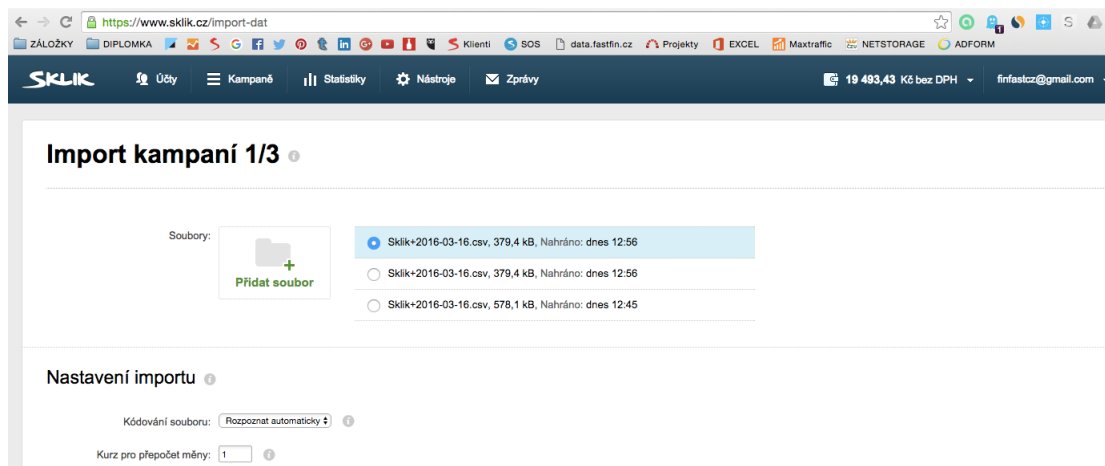 https://www.sklik.cz/import-dat
ZÁLOŽKY DIPLOMKA Klienti SOS data.fastfin.cz Projekty EXCEL Maxtraffic NETSTORAGE ADFORM
SKLIK Účty Kampaně Statistiky Nástroje Zprávy 19 493,43 Kč bez DPH finfastcz@gmail.com
Import kampaní 1/3
Soubory:
Přidat soubor
Sklik+2016-03-16.csv, 379,4 kB, Nahráno: dnes 12:56
Sklik+2016-03-16.csv, 379,4 kB, Nahráno: dnes 12:56
Sklik+2016-03-16.csv, 578,1 kB, Nahráno: dnes 12:45
Nastavení importu
Kódování souboru: Rozpoznat automaticky
Kurz pro přepočet měny: 1